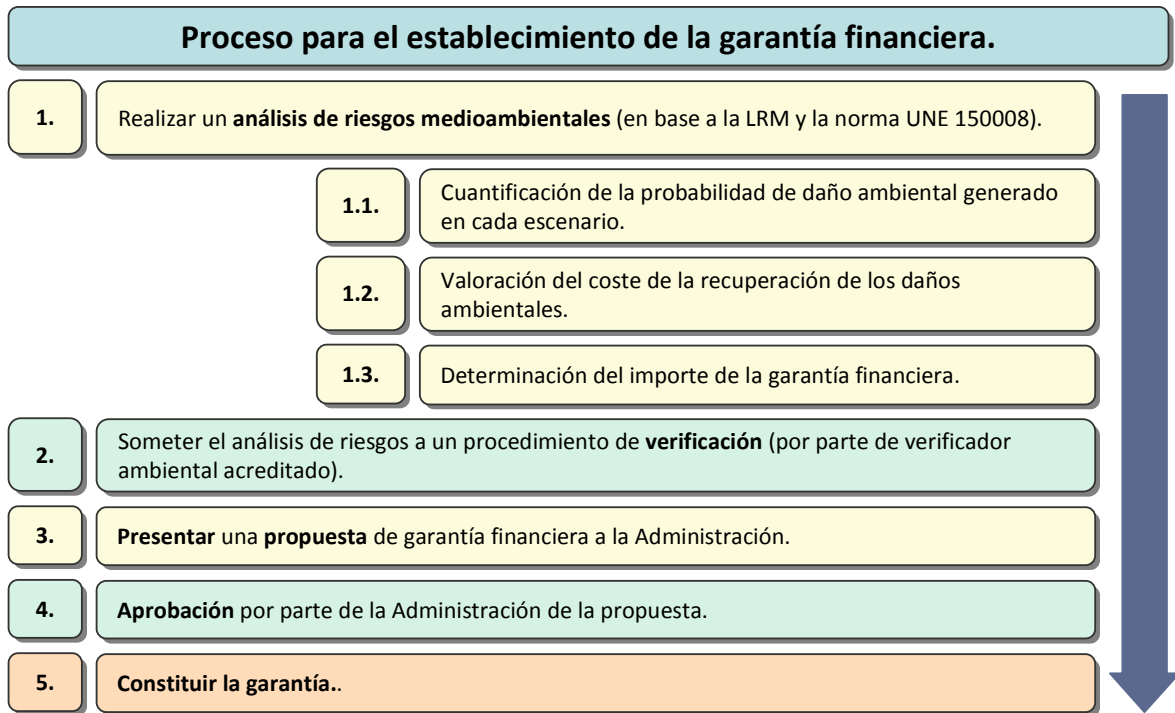 Proceso para el establecimiento de la garantía financiera.
1. Realizar un análisis de riesgos medioambientales (en base a la LRM y la norma UNE 150008).
1.1. Cuantificación de la probabilidad de daño ambiental generado
en cada escenario.
1.2. Valoración del coste de la recuperación de los daños
ambientales.
1.3. Determinación del importe de la garantía financiera.
2. Someter el análisis de riesgos a un procedimiento de verificación (por parte de verificador
ambiental acreditado).
3. Presentar una propuesta de garantía financiera a la Administración.
4. Aprobación por parte de la Administración de la propuesta.
5. Constituir la garantía..